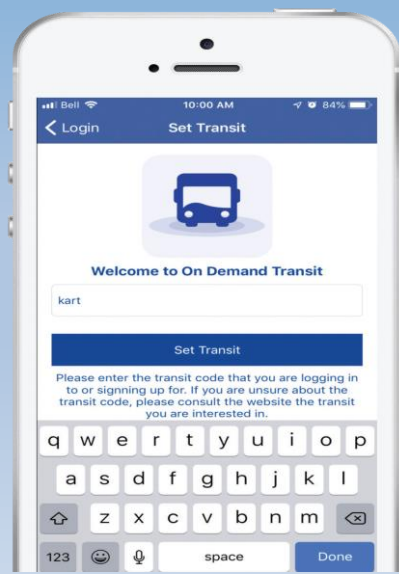 Bell 10:00 AM 84%
Login Set Transit
Welcome to On Demand Transit
kart
Set Transit
Please enter the transit code that you are logging in
to or signning up for. If you are unsure about the
transit code, please consult the website the transit
you are interested in.
q w e r t y u i o p
a s d f g h j k l
z x c v b n m
123 space Done